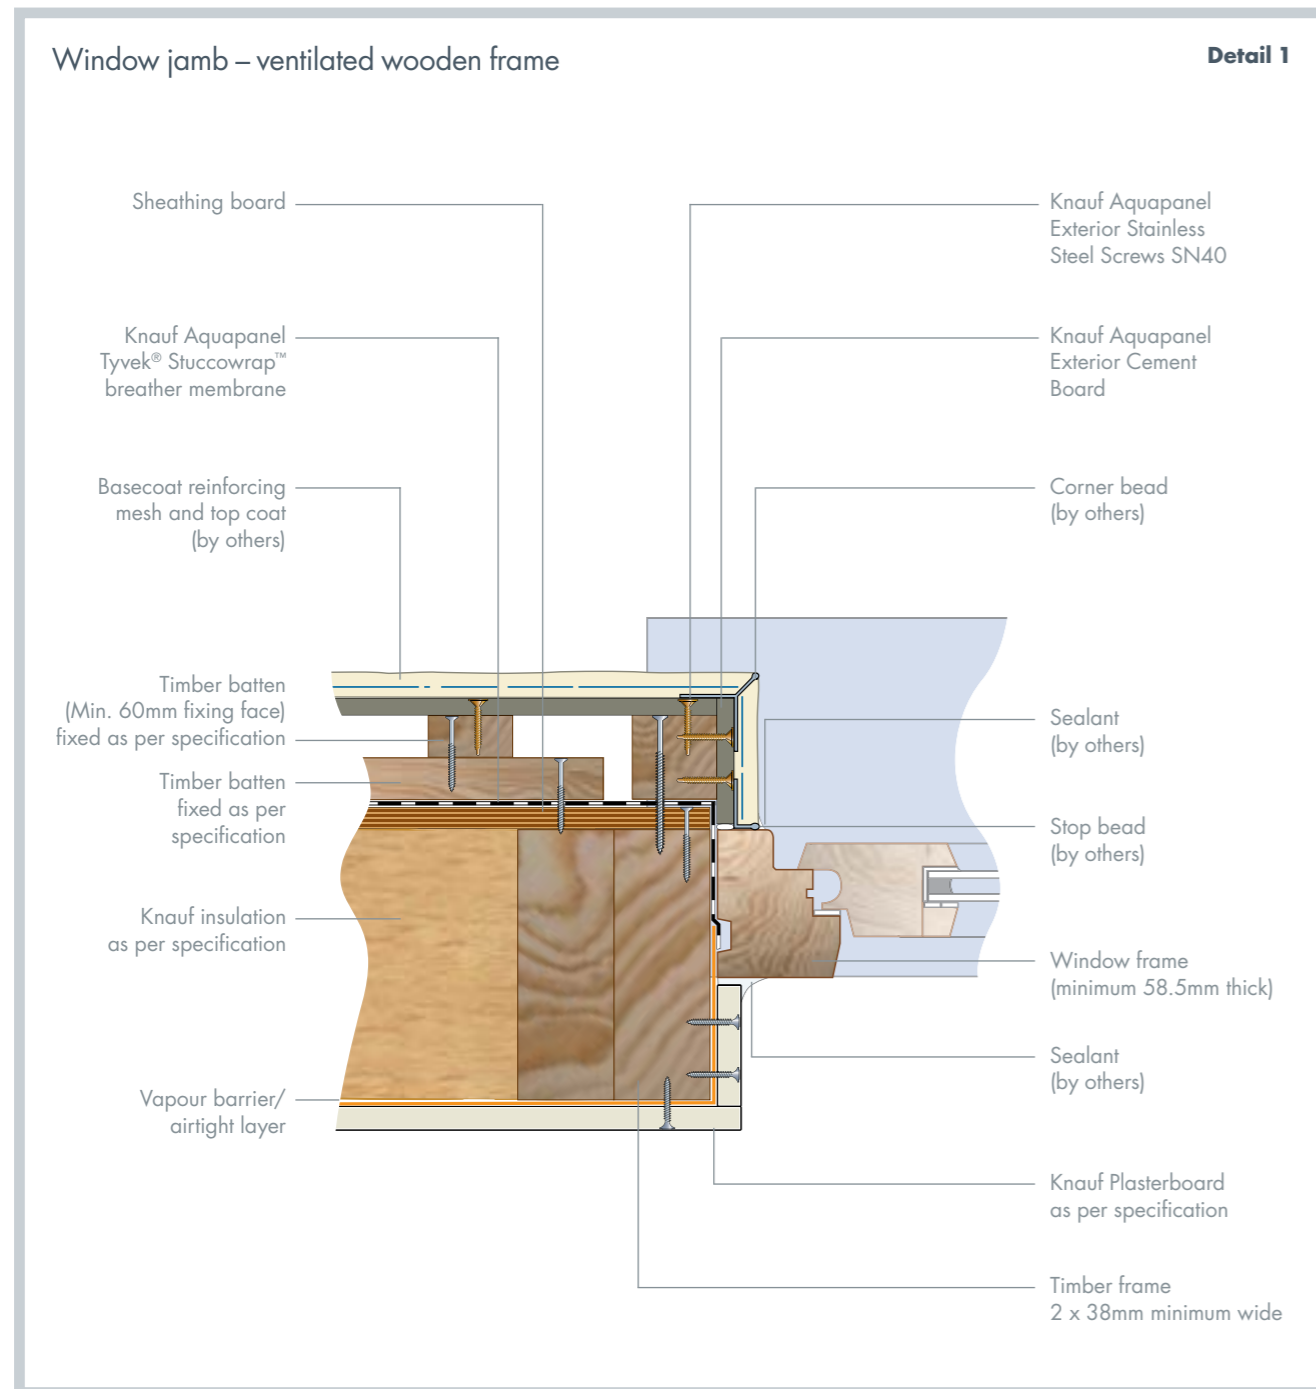 Window jamb – ventilated wooden frame
Detail 1
Sheathing board
Knauf Aquapanel
Tyvek® Stuccowrap™
breather membrane
Basecoat reinforcing
mesh and top coat
(by others)
Timber batten
(Min. 60mm fixing face)
fixed as per specification
Timber batten
fixed as per
specification
Knauf insulation
as per specification
Vapour barrier/
airtight layer
Knauf Aquapanel
Exterior Stainless
Steel Screws SN40
Knauf Aquapanel
Exterior Cement
Board
Corner bead
(by others)
Sealant
(by others)
Stop bead
(by others)
Window frame
(minimum 58.5mm thick)
Sealant
(by others)
Knauf Plasterboard
as per specification
Timber frame
2 x 38mm minimum wide